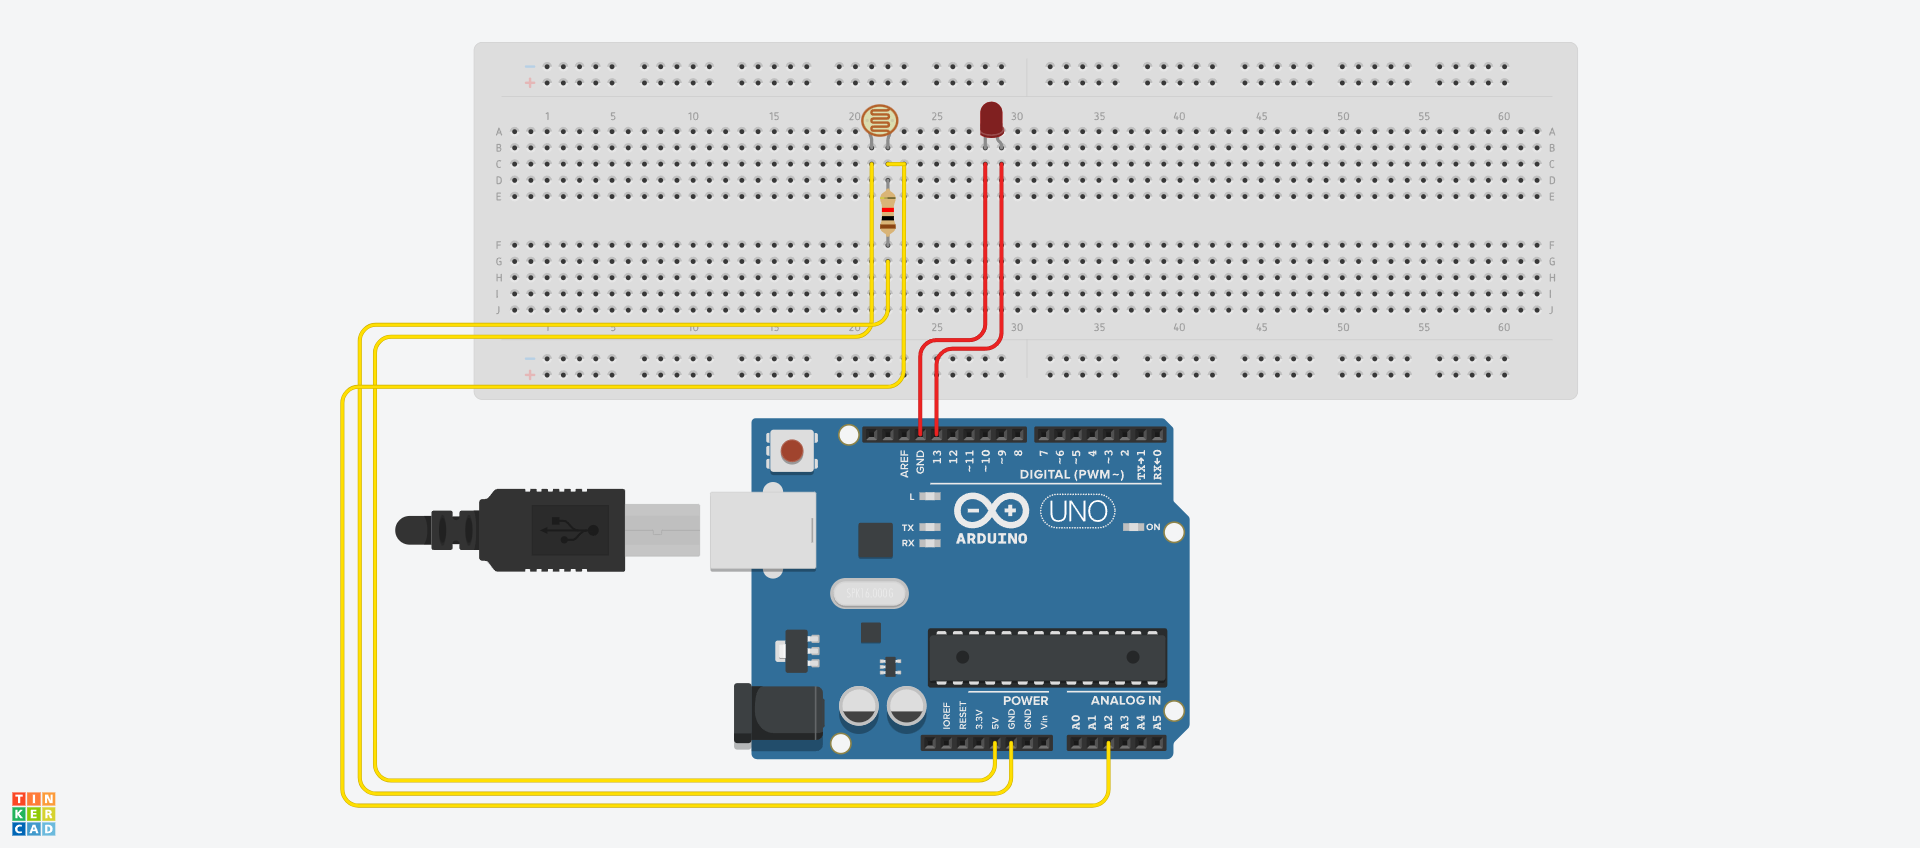 − −
+ +
1 5 10 15 20 25 30 35 40 45 50 55 60
A A
B B
C C
D D
E E
F F
G G
H H
I I
J J
1 5 10 15 20 25 30 35 40 45 50 55 60
−
+
AREF GND 13 12 ~11 ~10 ~9 8 7 ~6 ~5 4 ~3 2 TX→1 RX←0
DIGITAL (PWM~)
L
TX
RX
ARDUINO
UNO
ON
POWER
ANALOG IN
IOREF RESET 3.3V 5V GND GND Vin A0 A1 A2 A3 A4 A5
TIN
KER
CAD